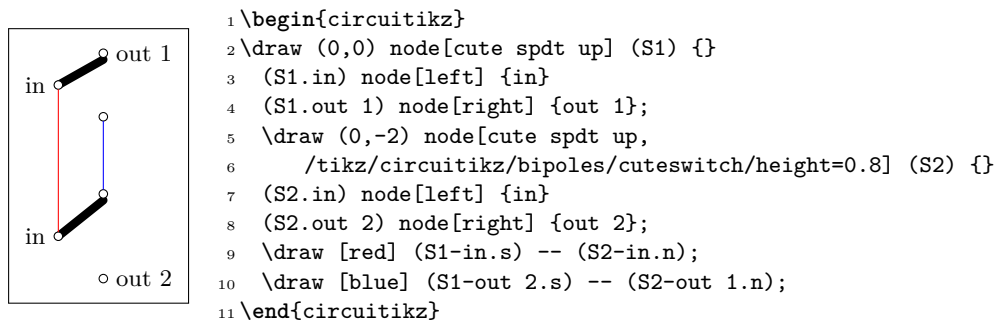 out 1
in
in
out 2
1 \begin{circuitikz}
2 \draw (0,0) node[cute spdt up] (S1) {}
3   (S1.in) node[left] {in}
4   (S1.out 1) node[right] {out 1};
5   \draw (0,-2) node[cute spdt up,
6      /tikz/circuitikz/bipoles/cuteswitch/height=0.8] (S2) {}
7   (S2.in) node[left] {in}
8   (S2.out 2) node[right] {out 2};
9   \draw [red] (S1-in.s) -- (S2-in.n);
10   \draw [blue] (S1-out 2.s) -- (S2-out 1.n);
11 \end{circuitikz}